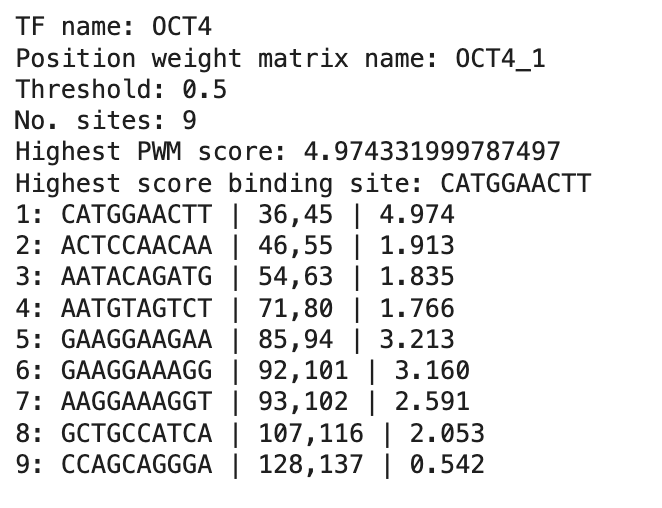 TF name: OCT4
Position weight matrix name: OCT4_1
Threshold: 0.5
No. sites: 9
Highest PWM score: 4.974331999787497
Highest score binding site: CATGGAACTT
1: CATGGAACTT | 36,45 | 4.974
2: ACTCCAACAA | 46,55 | 1.913
3: AATACAGATG | 54,63 | 1.835
4: AATGTAGTCT | 71,80 | 1.766
5: GAAGGAAGAA | 85,94 | 3.213
6: GAAGGAAAGG | 92,101 | 3.160
7: AAGGAAAGGT | 93,102 | 2.591
8: GCTGCCATCA | 107,116 | 2.053
9: CCAGCAGGGA | 128,137 | 0.542